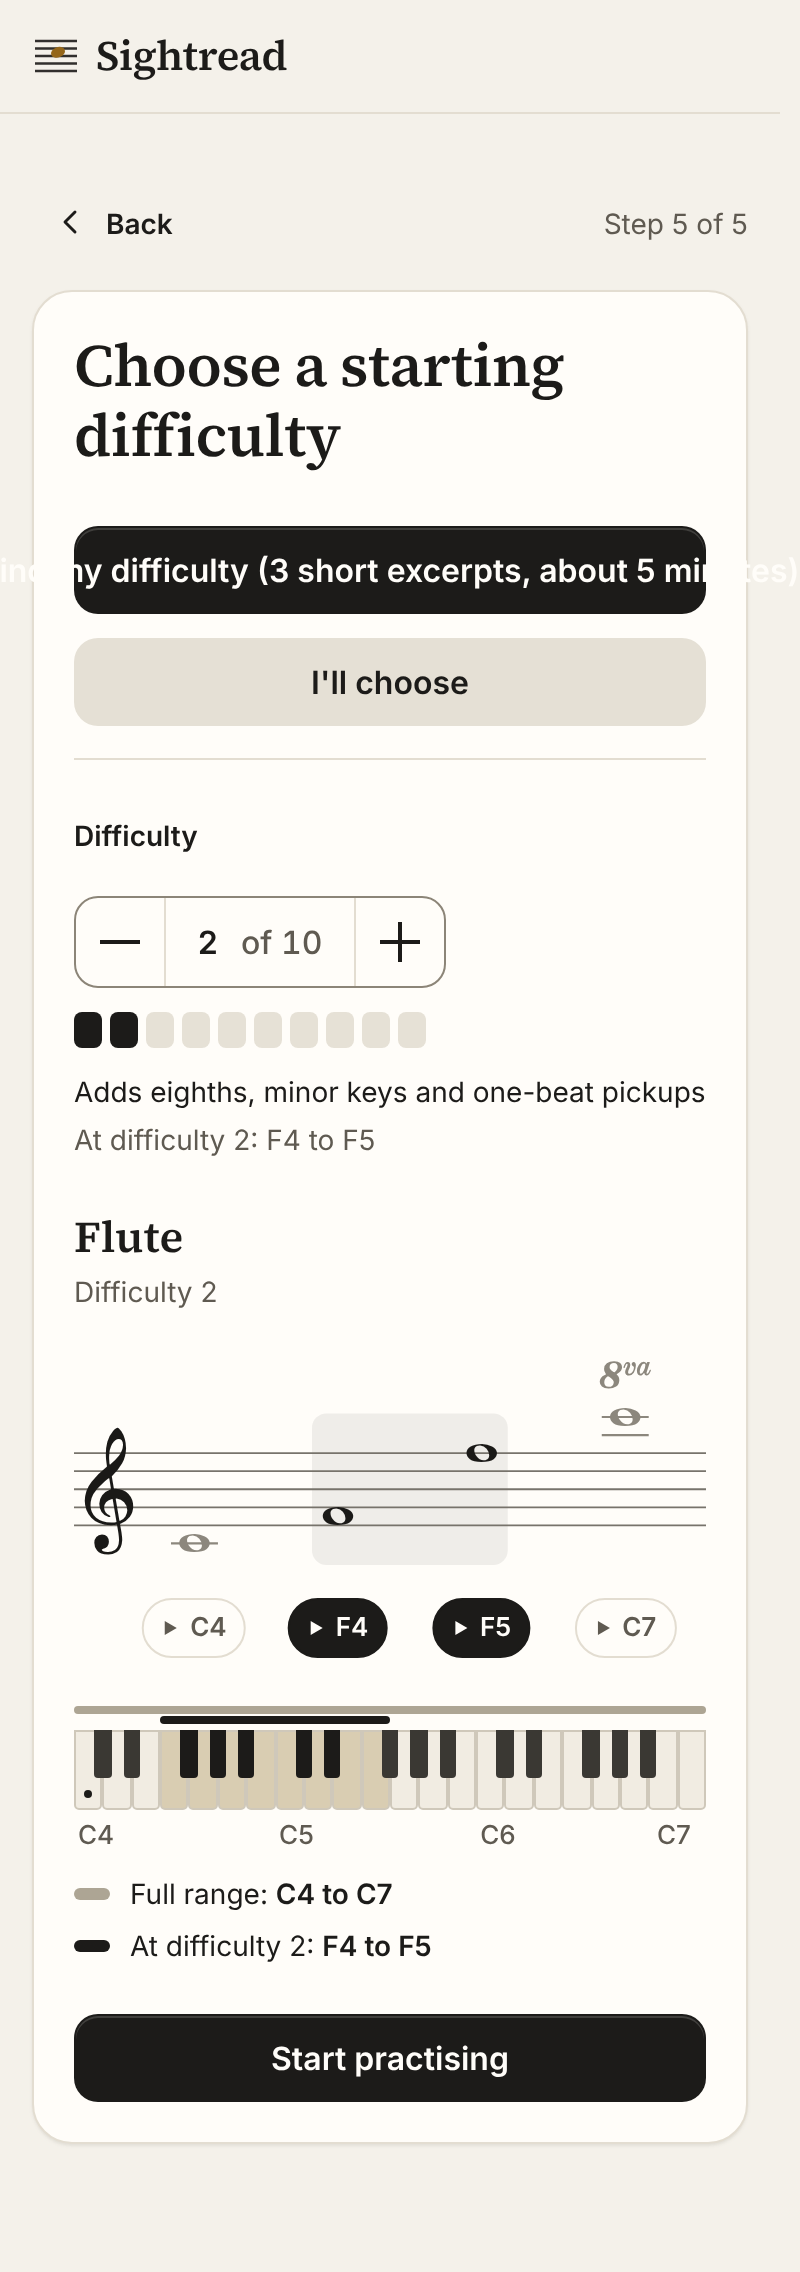 Sightread
Back
Step 5 of 5
Choose a starting
difficulty
difficulty (3 short excerpts, about 5
I'll choose
Difficulty
2 of 10
Adds eighths, minor keys and one-beat pickups
At difficulty 2: F4 to F5
Flute
Difficulty 2
8va
C4 F4 F5 C7
C4 C5 C6 C7
Full range: C4 to C7
At difficulty 2: F4 to F5
Start practising